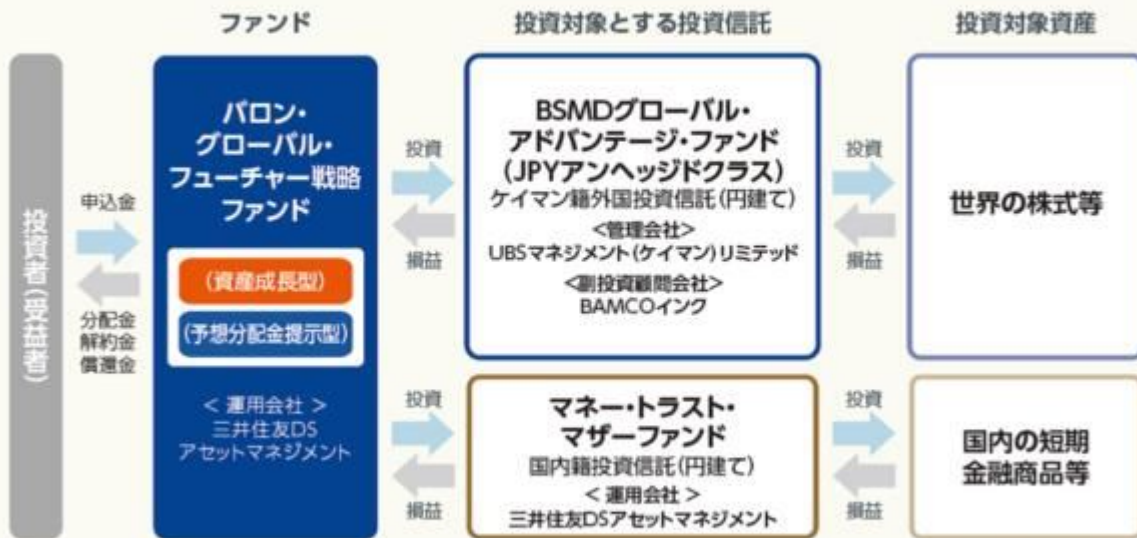 ファンド
投資対象とする投資信託
投資対象資産
投資者(受益者)
申込金
分配金
解約金
償還金
バロン・
グローバル・
フューチャー戦略
ファンド
(資産成長型)
(予想分配金提示型)
< 運用会社 >
三井住友DS
アセットマネジメント
投資
損益
BSMDグローバル・
アドバンテージ・ファンド
(JPYアンヘッジドクラス)
ケイマン籍外国投資信託(円建て)
<管理会社>
UBSマネジメント(ケイマン)リミテッド
<副投資顧問会社>
BAMCOインク
投資
損益
世界の株式等
投資
損益
マネー・トラスト・
マザーファンド
国内籍投資信託(円建て)
< 運用会社 >
三井住友DSアセットマネジメント
投資
損益
国内の短期
金融商品等